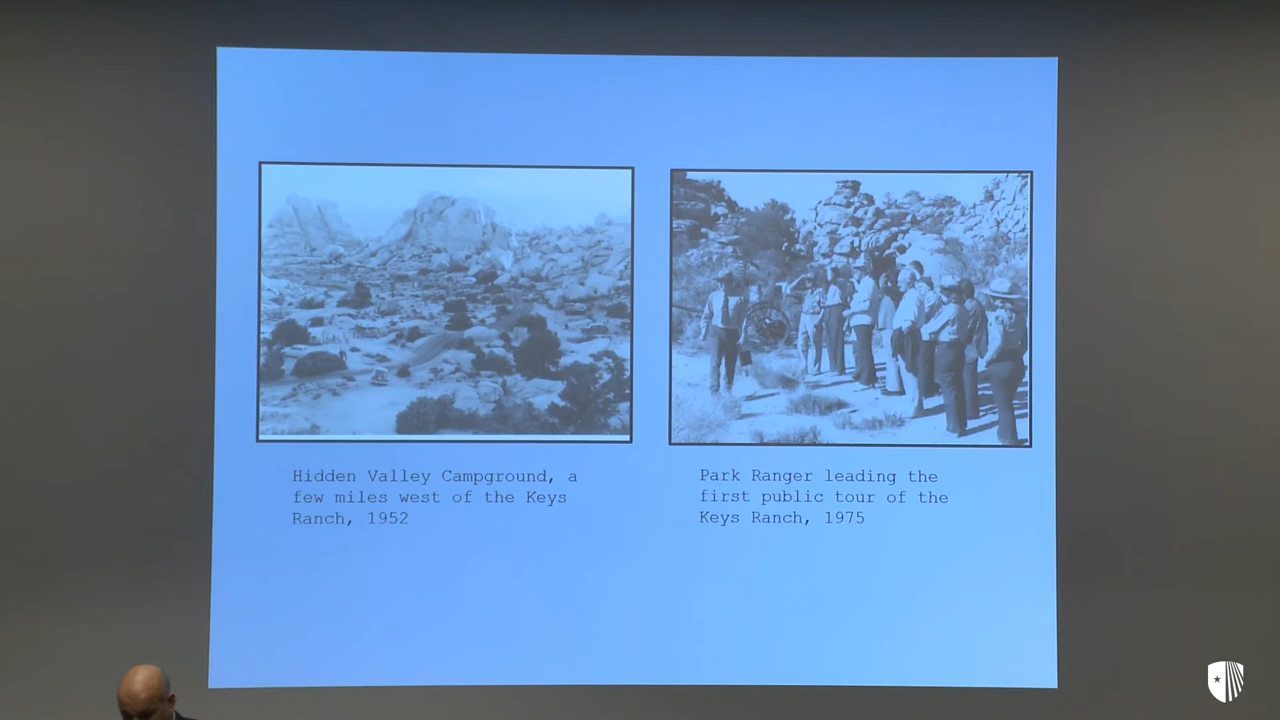 Hidden Valley Campground, a
few miles west of the Keys
Ranch, 1952
Park Ranger leading the
first public tour of the
Keys Ranch, 1975